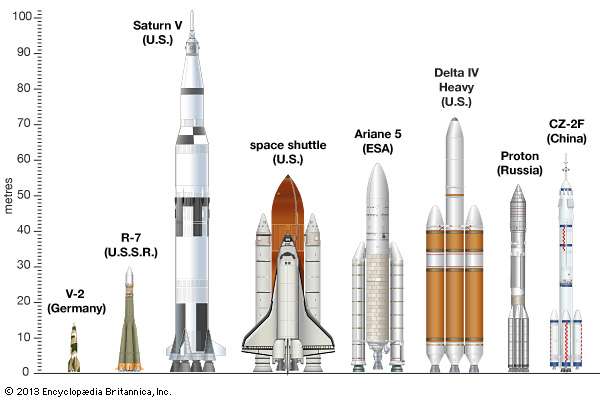 100
90
80
70
60
50
40
30
20
10
0
metres
V-2
(Germany)
R-7
(U.S.S.R.)
Saturn V
(U.S.)
space shuttle
(U.S.)
Ariane 5
(ESA)
Delta IV
Heavy
(U.S.)
Proton
(Russia)
CZ-2F
(China)
© 2013 Encyclopædia Britannica, Inc.